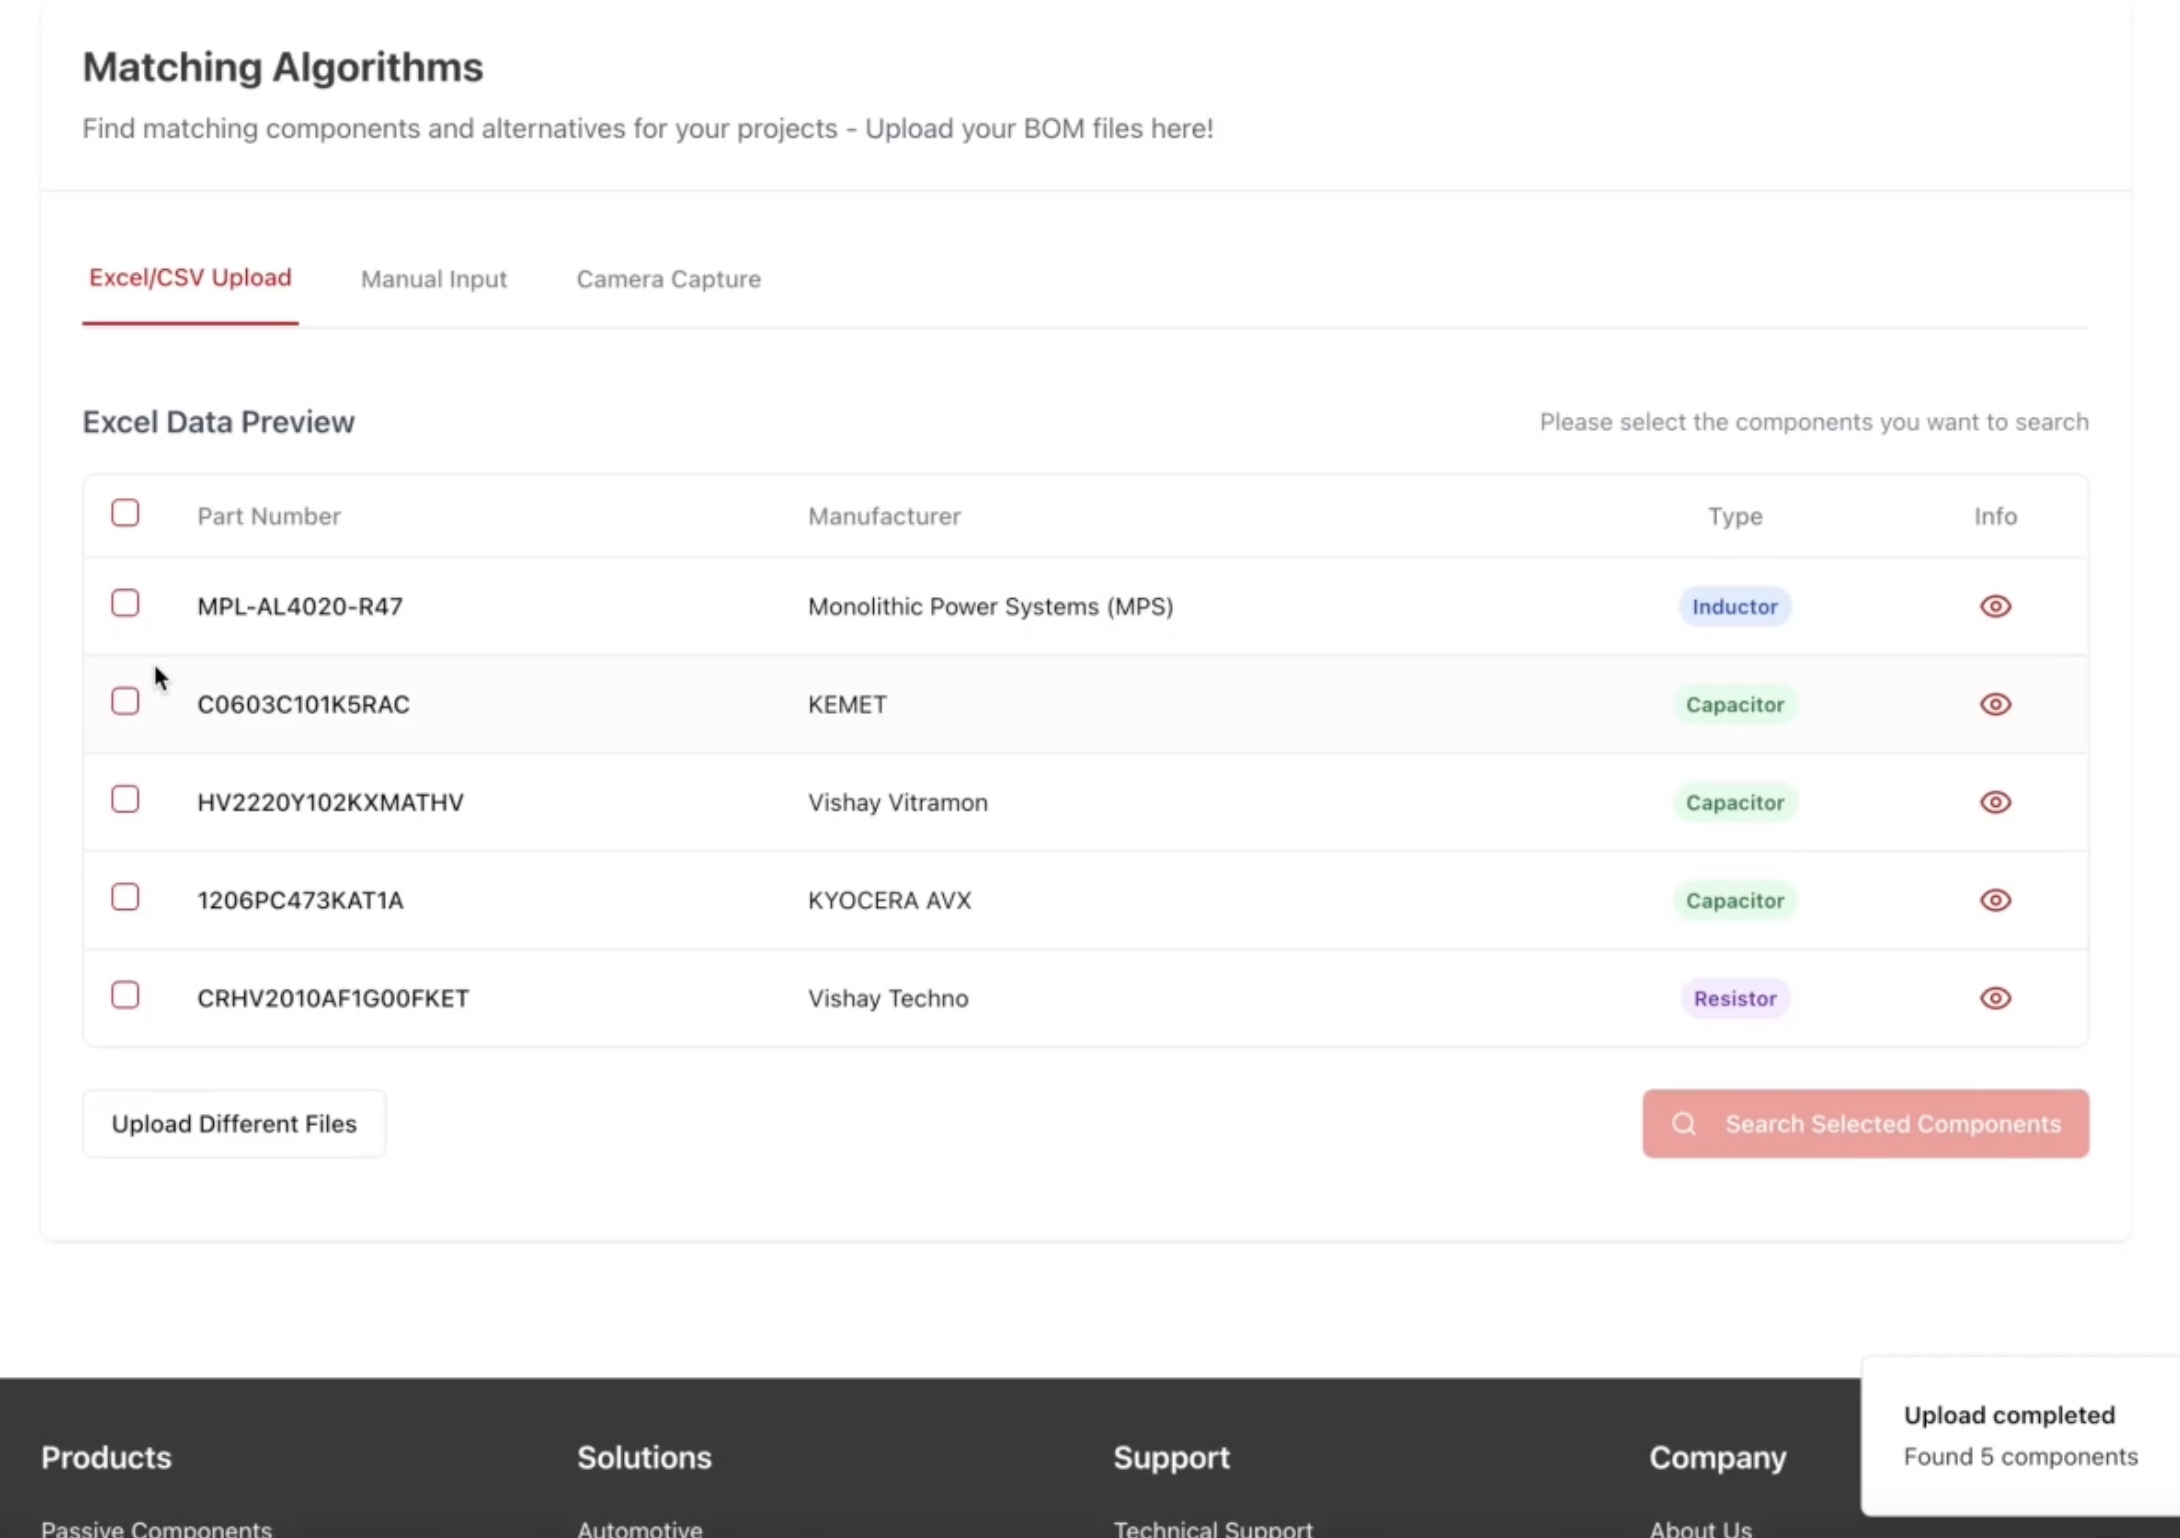 Matching Algorithms
Find matching components and alternatives for your projects - Upload your BOM files here!
Excel/CSV Upload Manual Input Camera Capture
Excel Data Preview Please select the components you want to search
Part Number Manufacturer Type Info
MPL-AL4020-R47 Monolithic Power Systems (MPS) Inductor
C0603C101K5RAC KEMET Capacitor
HV2220Y102KXMATHV Vishay Vitramon Capacitor
1206PC473KAT1A KYOCERA AVX Capacitor
CRHV2010AF1G00FKET Vishay Techno Resistor
Upload Different Files Search Selected Components
Upload completed
Found 5 components
Products Solutions Support Company
Passive Components Automotive Technical Support About Us